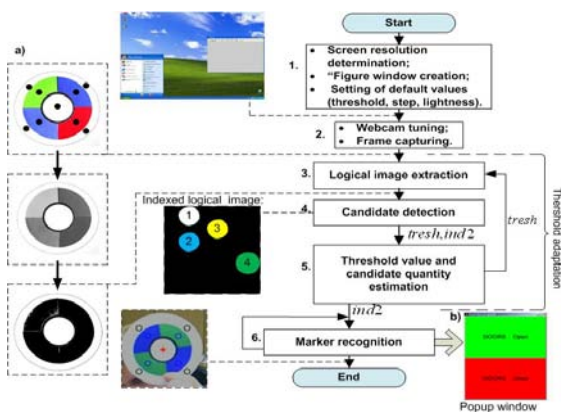 a)
Start
1.
• Screen resolution
determination;
• "Figure window creation;
• Setting of default values
(threshold, step, lightness).
2.
• Webcam tuning;
• Frame capturing.
3.
Logical image extraction
Indexed logical image:
1
2
3
4
4.
Candidate detection
tresh
tresh,ind2
5.
Threshold value and
candidate quantity
estimation
Thershold adaptation
ind2
6.
Marker recognition
End
b)
Popup window